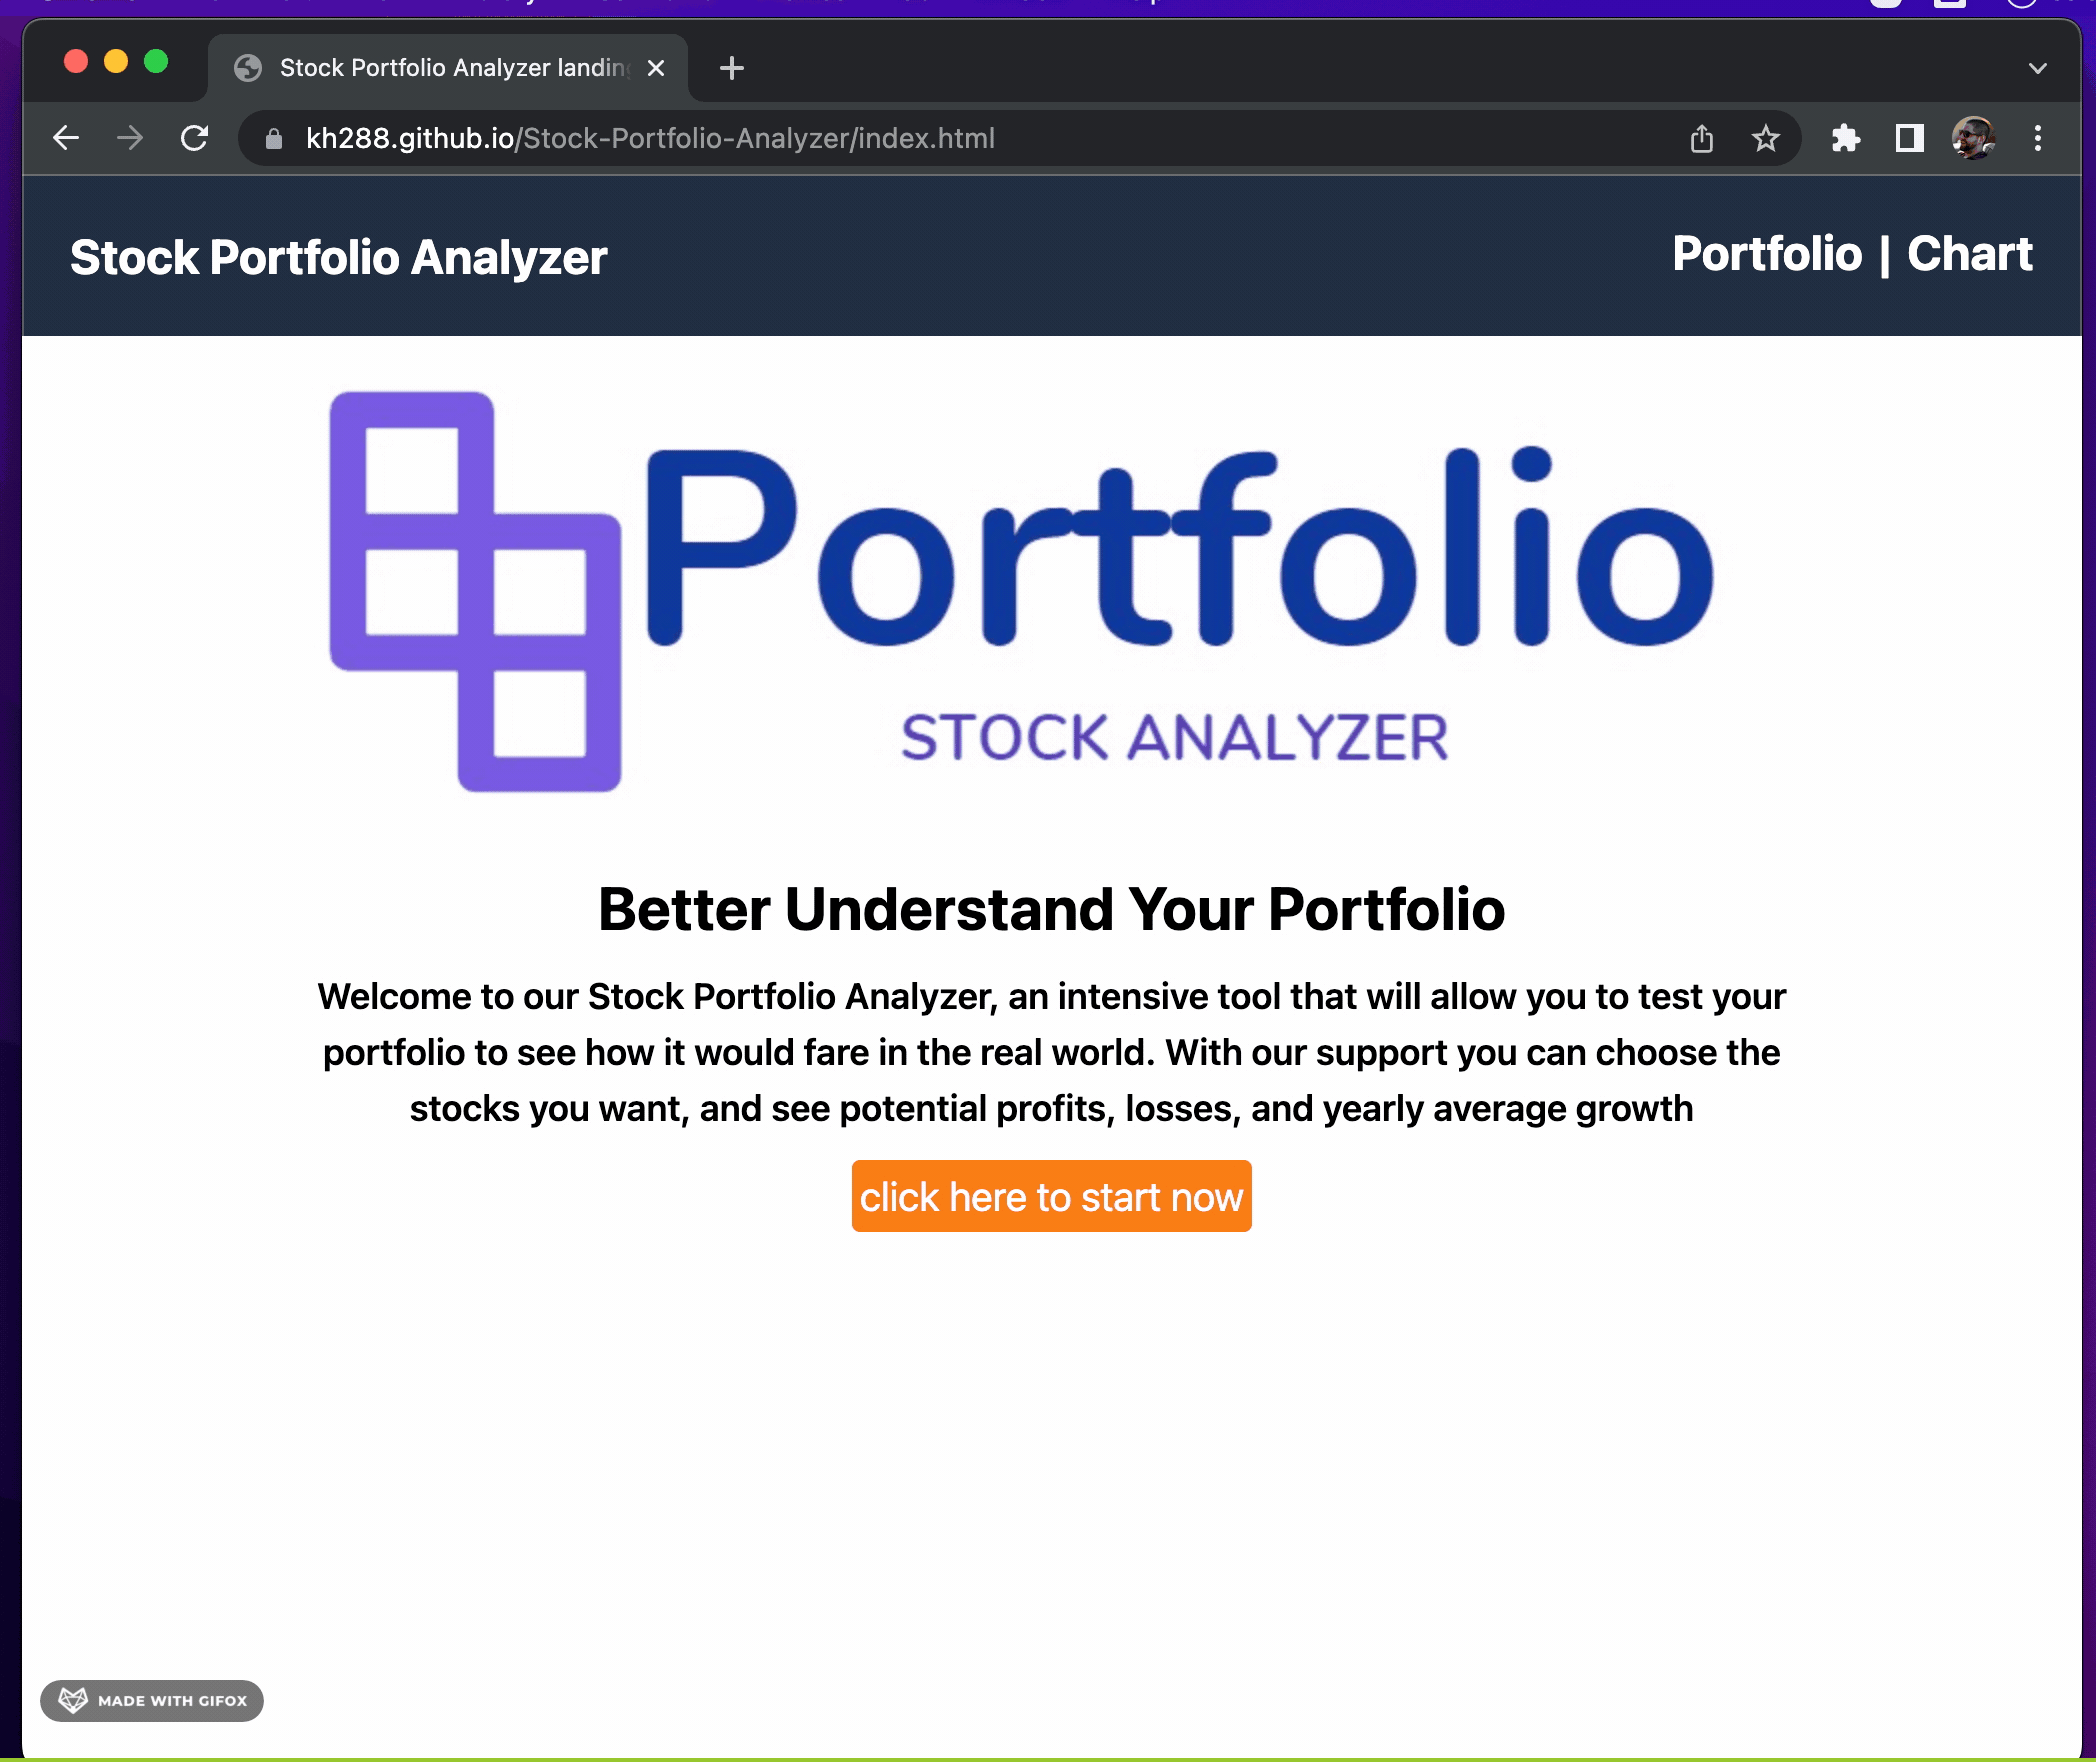 Stock Portfolio Analyzer landin
kh288.github.io/Stock-Portfolio-Analyzer/index.html
Stock Portfolio Analyzer
Portfolio | Chart
Portfolio
STOCK ANALYZER
Better Understand Your Portfolio
Welcome to our Stock Portfolio Analyzer, an intensive tool that will allow you to test your
portfolio to see how it would fare in the real world. With our support you can choose the
stocks you want, and see potential profits, losses, and yearly average growth
click here to start now
MADE WITH GIFOX